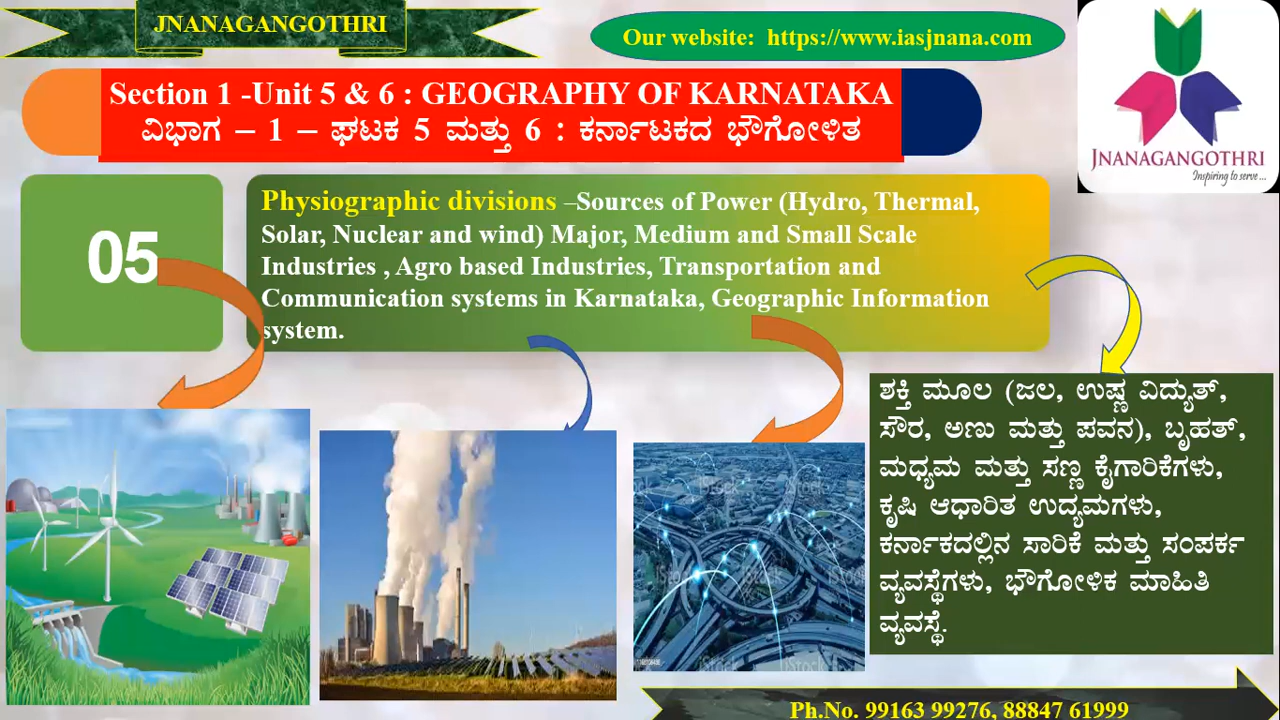 JNANAGANGOTHRI
Our website: https://www.iasjnana.com
Section 1 -Unit 5 & 6 : GEOGRAPHY OF KARNATAKA
ವಿಭಾಗ – 1 – ಘಟಕ 5 ಮತ್ತು 6 : ಕರ್ನಾಟಕದ ಭೌಗೋಳಿತ
JNANAGANGOTHRI
Inspiring to serve ...
05
Physiographic divisions –Sources of Power (Hydro, Thermal,
Solar, Nuclear and wind) Major, Medium and Small Scale
Industries , Agro based Industries, Transportation and
Communication systems in Karnataka, Geographic Information
system.
ಶಕ್ತಿ ಮೂಲ (ಜಲ, ಉಷ್ಣ ವಿದ್ಯುತ್,
ಸೌರ, ಅಣು ಮತ್ತು ಪವನ), ಬೃಹತ್,
ಮಧ್ಯಮ ಮತ್ತು ಸಣ್ಣ ಕೈಗಾರಿಕೆಗಳು,
ಕೃಷಿ ಆಧಾರಿತ ಉದ್ಯಮಗಳು,
ಕರ್ನಾಕದಲ್ಲಿನ ಸಾರಿಕೆ ಮತ್ತು ಸಂಪರ್ಕ
ವ್ಯವಸ್ಥೆಗಳು, ಭೌಗೋಳಿಕ ಮಾಹಿತಿ
ವ್ಯವಸ್ಥೆ.
iStock
iStock
Ph.No. 99163 99276, 88847 61999